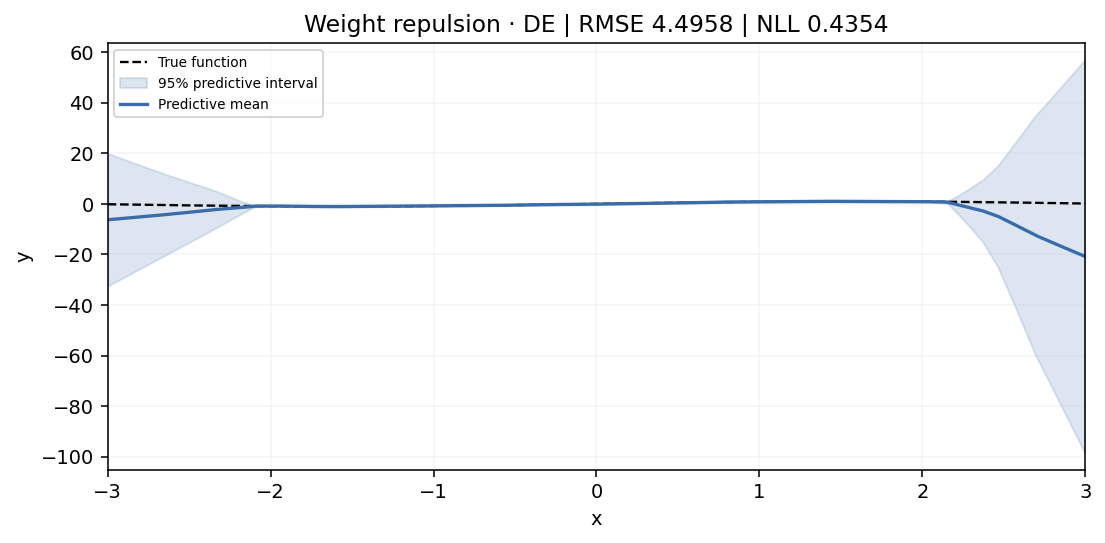 Weight repulsion · DE | RMSE 4.4958 | NLL 0.4354
True function
95% predictive interval
Predictive mean
60
40
20
0
−20
−40
−60
−80
−100
y
−3
−2
−1
0
1
2
3
x